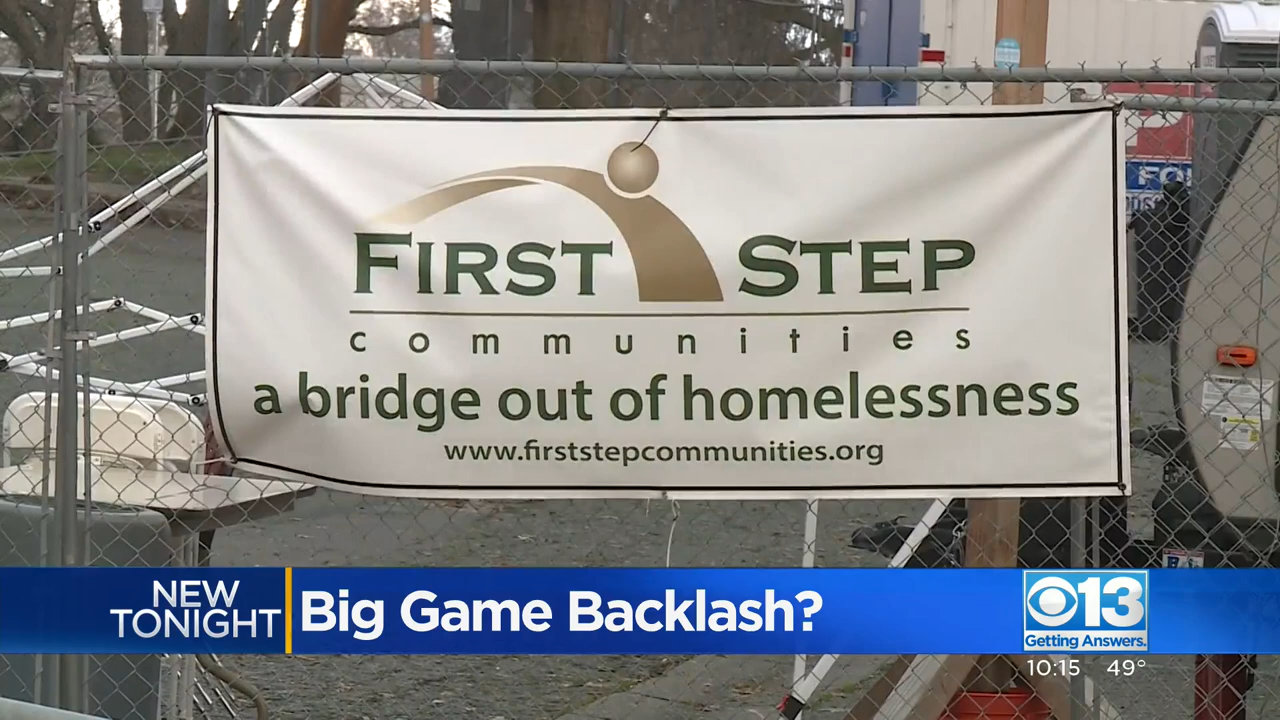 FIRST STEP
communities
a bridge out of homelessness
www.firststepcommunities.org
FOR
NEW
TONIGHT
Big Game Backlash?
13
Getting Answers.
10:15 49°